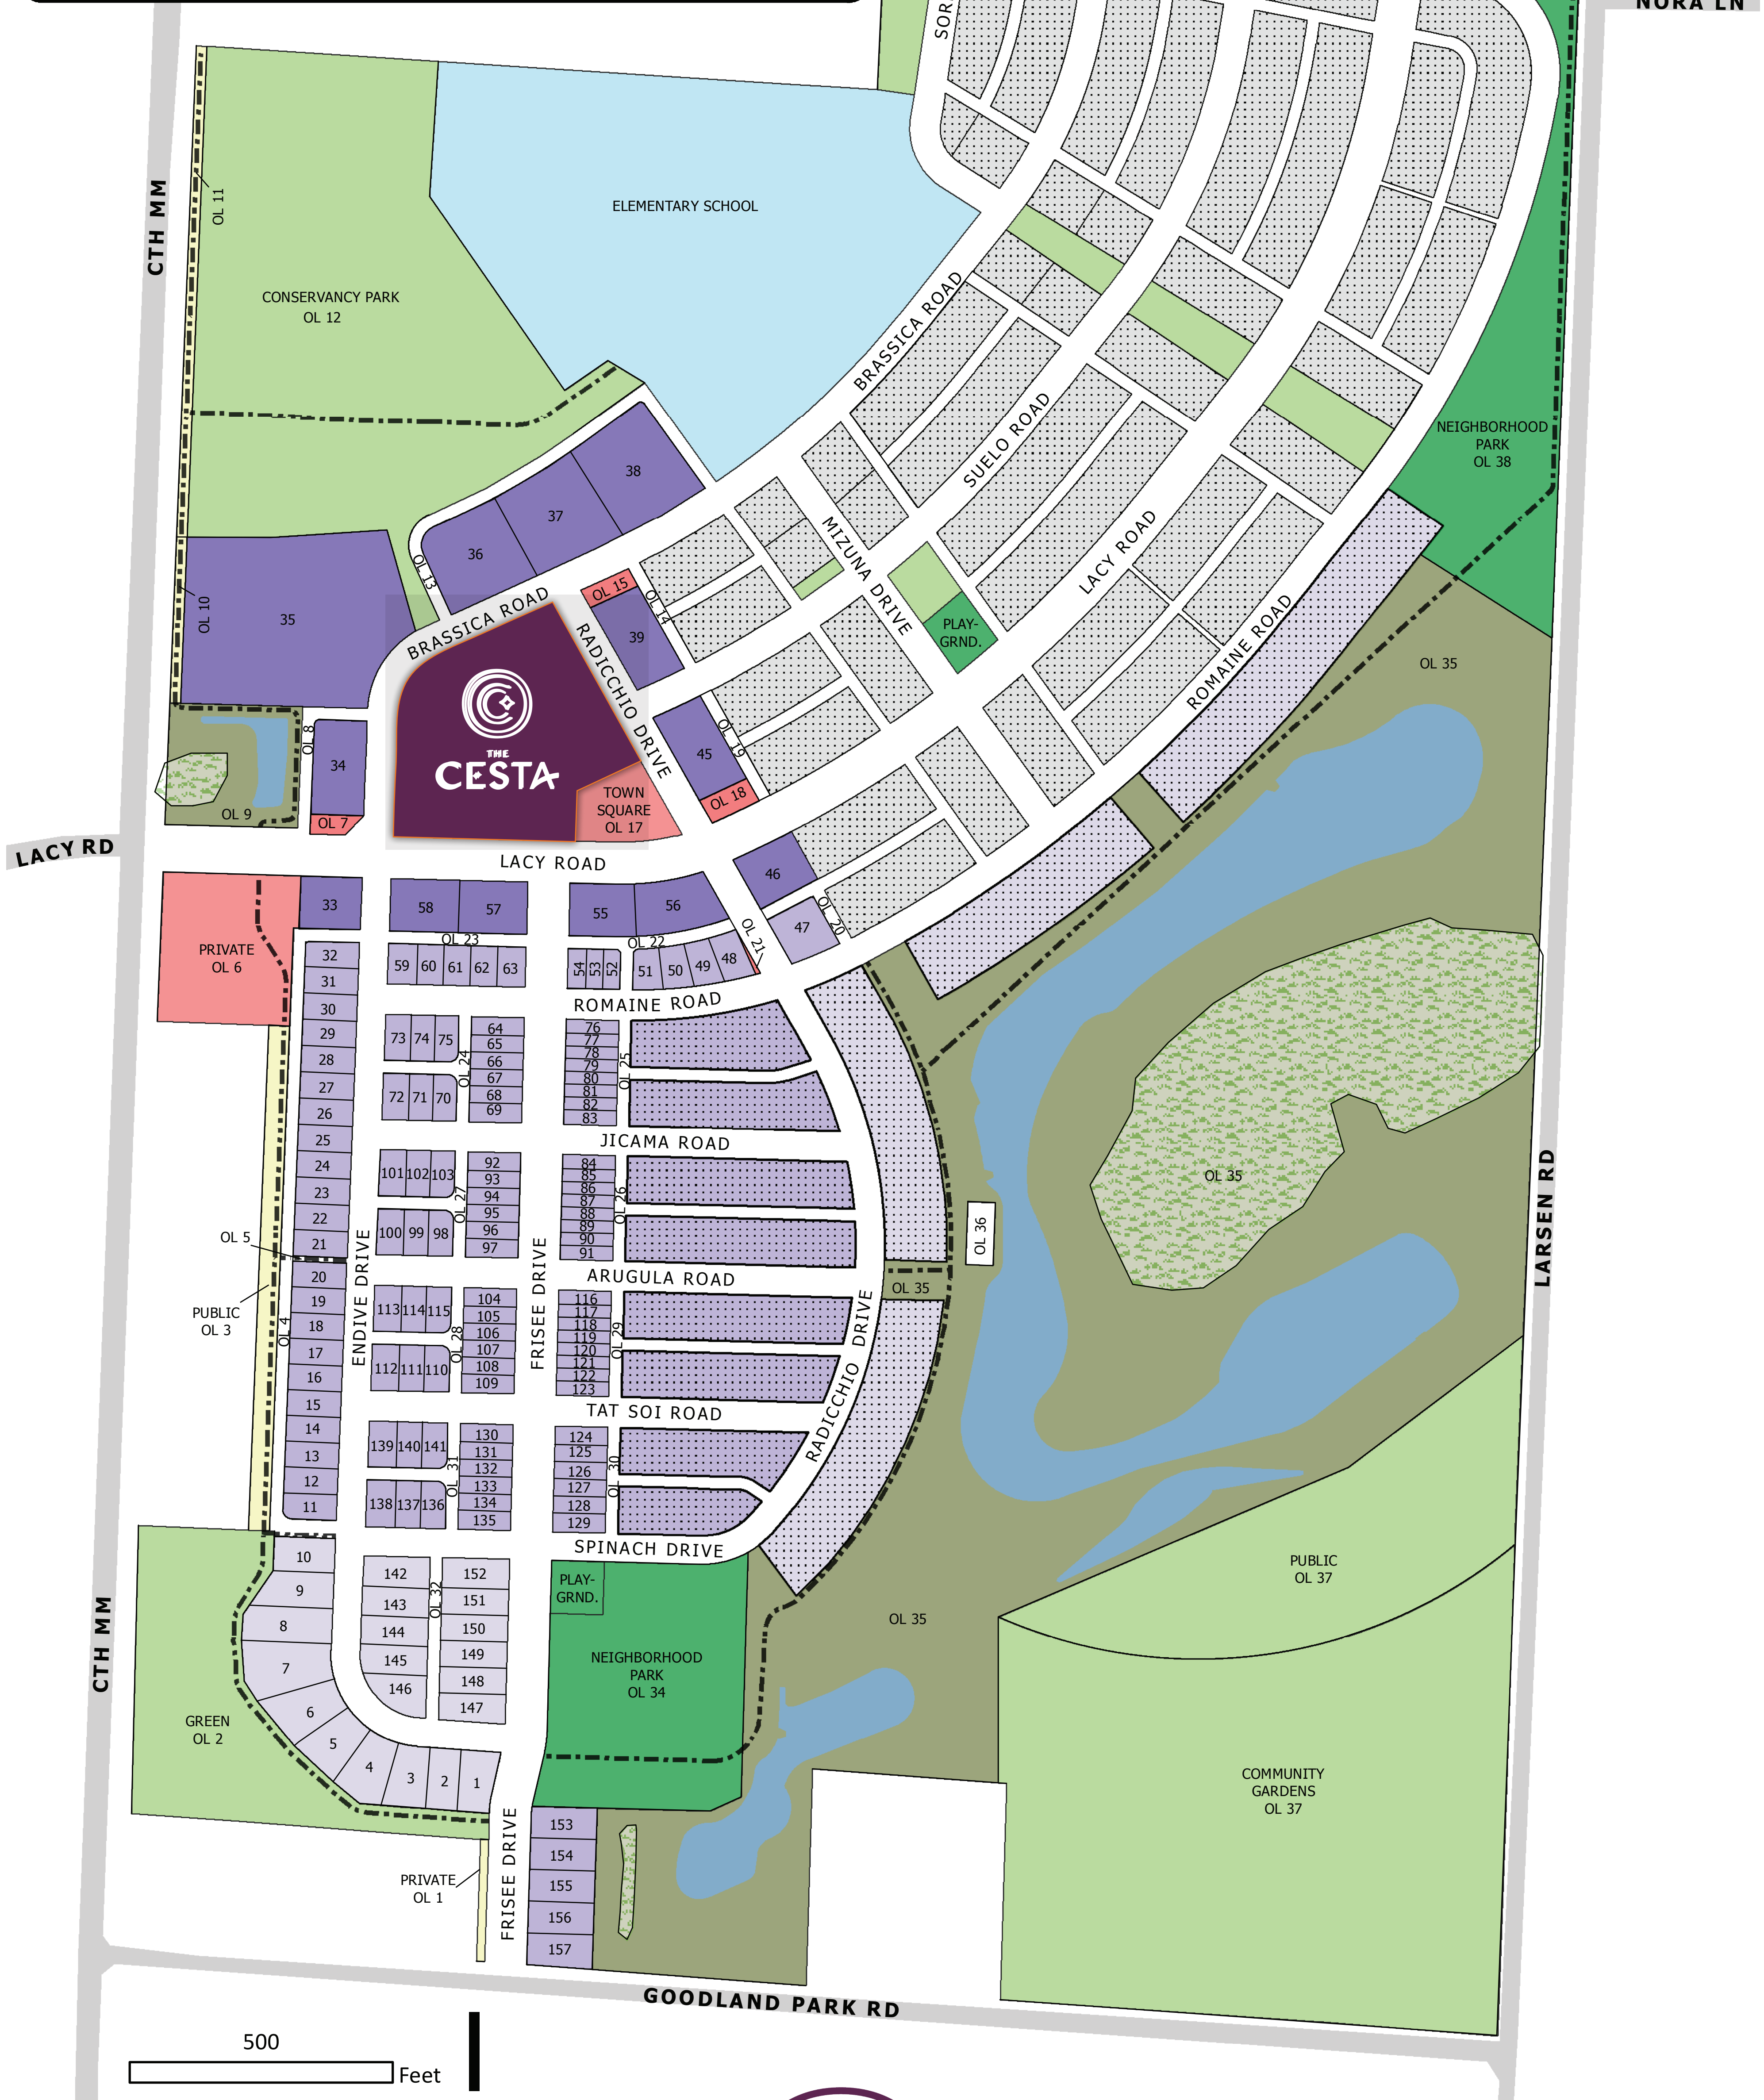 NORA LN
SOR
CTH MM
OL 11
ELEMENTARY SCHOOL
CONSERVANCY PARK
OL 12
BRASSICA ROAD
SUELO ROAD
NEIGHBORHOOD
PARK
OL 38
38
37
36
OL 13
MIZUNA DRIVE
LACY ROAD
OL 10
35
BRASSICA ROAD
OL 15
OL 14
39
RADICCHIO DRIVE
PLAY-
GRND.
ROMAINE ROAD
OL 35
THE
CESTA
OL 8
34
OL 9
OL 7
45
OL 19
OL 18
TOWN
SQUARE
OL 17
LACY RD
LACY ROAD
46
47
OL 20
OL 21
33
58
57
55
56
OL 23
OL 22
PRIVATE
OL 6
59
60
61
62
63
54
53
52
51
50
49
48
ROMAINE ROAD
32
31
30
29
28
27
26
25
24
23
22
21
73
74
75
OL 24
72
71
70
64
65
66
67
68
69
76
77
78
79
80
81
82
83
OL 25
JICAMA ROAD
101
102
103
OL 27
100
99
98
92
93
94
95
96
97
84
85
86
87
88
89
90
91
OL 26
OL 36
OL 35
LARSEN RD
OL 5
PUBLIC
OL 3
OL 4
ENDIVE DRIVE
FRISEE DRIVE
ARUGULA ROAD
OL 35
20
19
18
17
16
15
14
13
12
11
113
114
115
OL 28
112
111
110
104
105
106
107
108
109
116
117
118
119
120
121
122
123
OL 29
RADICCHIO DRIVE
TAT SOI ROAD
139
140
141
OL 31
138
137
136
130
131
132
133
134
135
124
125
126
127
128
129
OL 30
SPINACH DRIVE
CTH MM
10
9
8
7
6
5
4
3
2
1
142
143
144
145
146
OL 32
152
151
150
149
148
147
PLAY-
GRND.
NEIGHBORHOOD
PARK
OL 34
OL 35
PUBLIC
OL 37
GREEN
OL 2
COMMUNITY
GARDENS
OL 37
PRIVATE
OL 1
FRISEE DRIVE
153
154
155
156
157
GOODLAND PARK RD
500
Feet